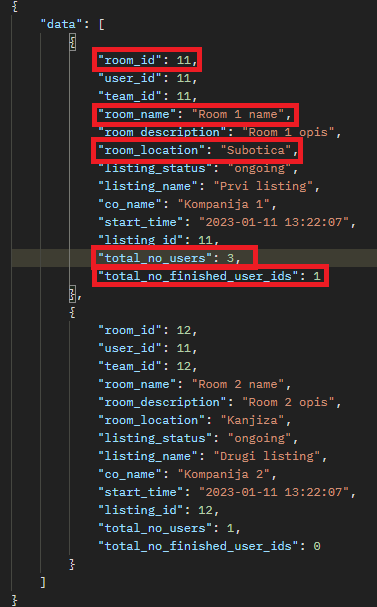 {
"data": [
{
"room_id": 11,
"user_id": 11,
"team_id": 11,
"room_name": "Room 1 name",
"room_description": "Room 1 opis",
"room_location": "Subotica",
"listing_status": "ongoing",
"listing_name": "Prvi listing",
"co_name": "Kompanija 1",
"start_time": "2023-01-11 13:22:07",
"listing_id": 11,
"total_no_users": 3,
"total_no_finished_user_ids": 1
},
{
"room_id": 12,
"user_id": 11,
"team_id": 12,
"room_name": "Room 2 name",
"room_description": "Room 2 opis",
"room_location": "Kanjiza",
"listing_status": "ongoing",
"listing_name": "Drugi listing",
"co_name": "Kompanija 2",
"start_time": "2023-01-11 13:22:07",
"listing_id": 12,
"total_no_users": 1,
"total_no_finished_user_ids": 0
}
]
}